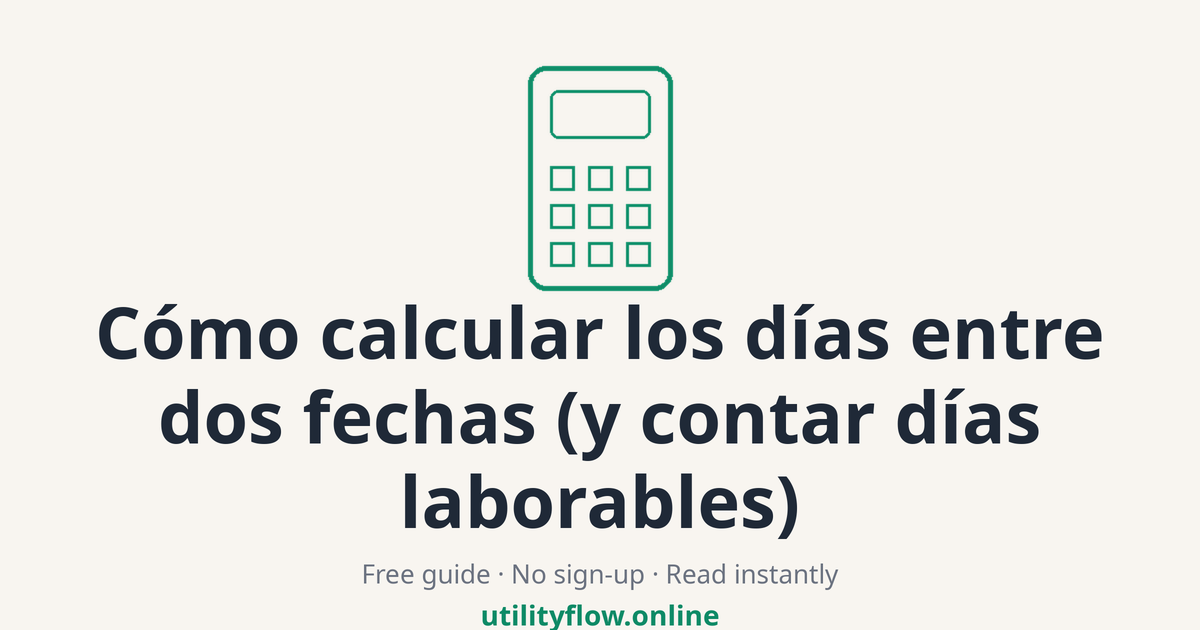 Cómo calcular los días entre
dos fechas (y contar días
laborables)
Free guide · No sign-up · Read instantly
utilityflow.online